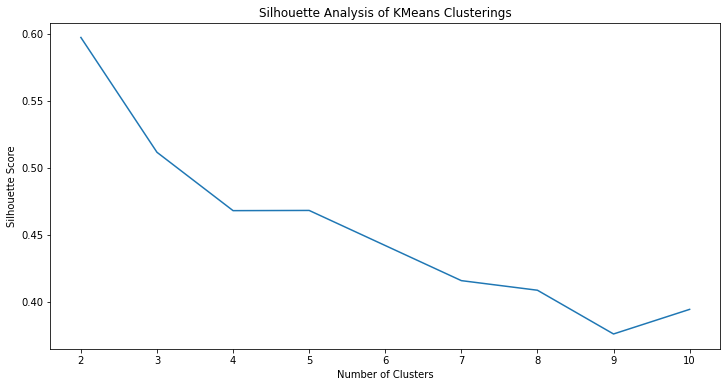 Silhouette Analysis of KMeans Clusterings
0.60
0.55
0.50
0.45
0.40
Silhouette Score
2 3 4 5 6 7 8 9 10
Number of Clusters